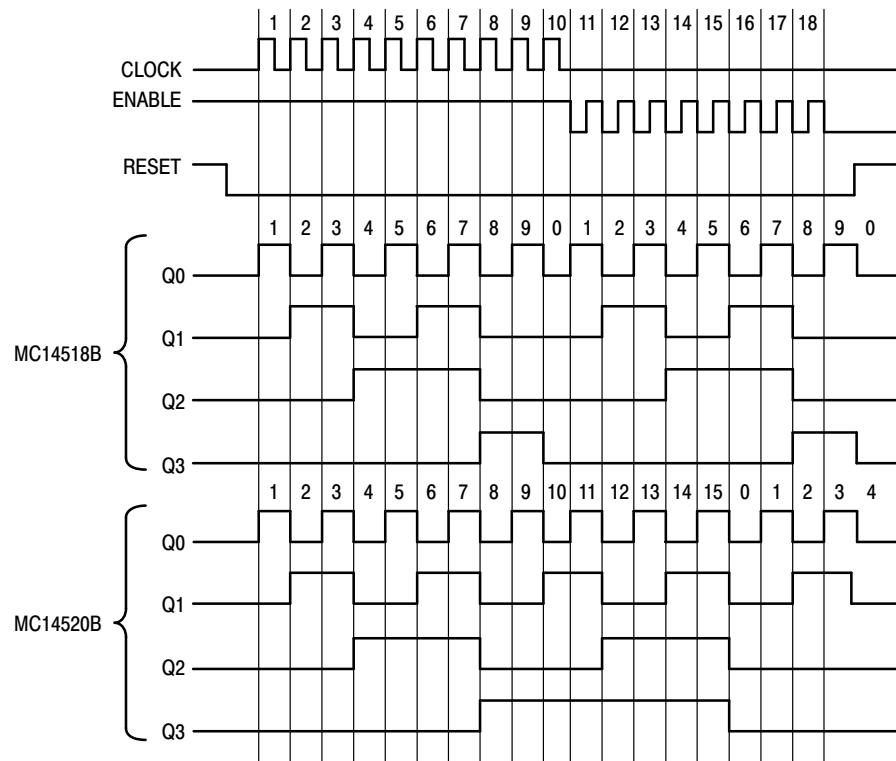 1 2 3 4 5 6 7 8 9 10 11 12 13 14 15 16 17 18
CLOCK
ENABLE
RESET
1 2 3 4 5 6 7 8 9 0 1 2 3 4 5 6 7 8 9 0
Q0
Q1
MC14518B
Q2
Q3
1 2 3 4 5 6 7 8 9 10 11 12 13 14 15 0 1 2 3 4
Q0
Q1
MC14520B
Q2
Q3